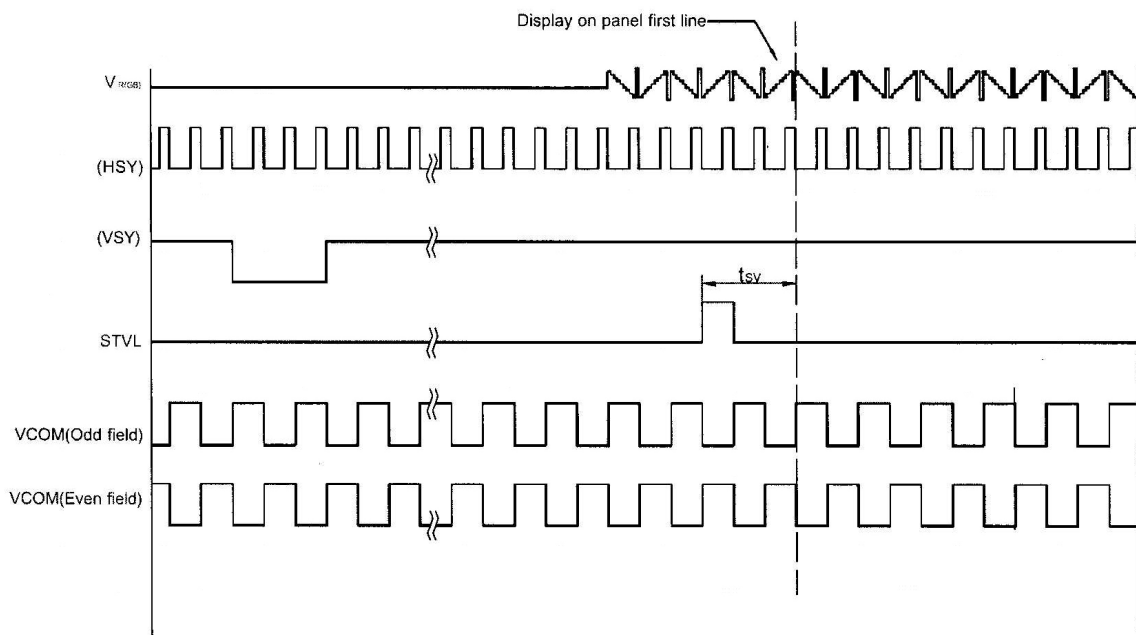 Display on panel first line
V R(GB)
(HSY)
(VSY)
tsv
STVL
VCOM(Odd field)
VCOM(Even field)